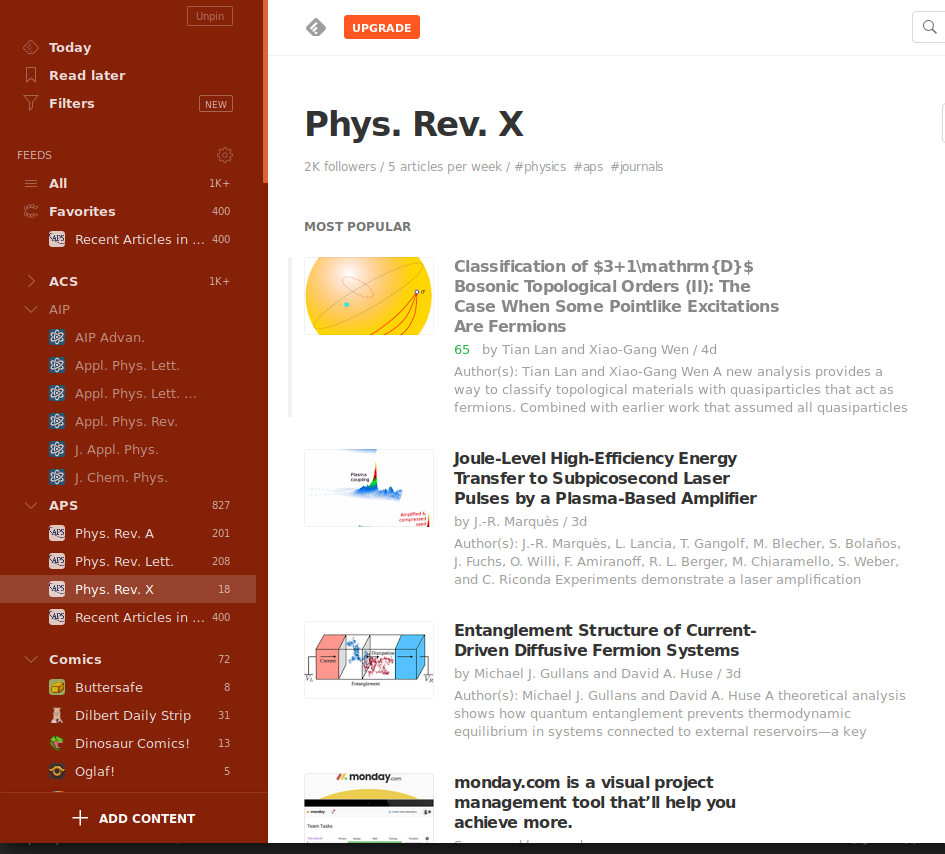 Unpin
Today
Read later
Filters
NEW
FEEDS
All
1K+
Favorites
400
Recent Articles in ...
400
ACS
1K+
AIP
AIP Advan.
Appl. Phys. Lett.
Appl. Phys. Lett. ...
Appl. Phys. Rev.
J. Appl. Phys.
J. Chem. Phys.
APS
827
Phys. Rev. A
201
Phys. Rev. Lett.
208
Phys. Rev. X
18
Recent Articles in ...
400
Comics
72
Buttersafe
8
Dilbert Daily Strip
31
Dinosaur Comics!
13
Oglaf!
5
ADD CONTENT
UPGRADE
Phys. Rev. X
2K followers / 5 articles per week / #physics #aps #journals
MOST POPULAR
Classification of $3+1\mathrm{D}$
Bosonic Topological Orders (II): The
Case When Some Pointlike Excitations
Are Fermions
65 by Tian Lan and Xiao-Gang Wen / 4d
Author(s): Tian Lan and Xiao-Gang Wen A new analysis provides a
way to classify topological materials with quasiparticles that act as
fermions. Combined with earlier work that assumed all quasiparticles
Plasma
coupling
Amplified &
compressed
seed
Joule-Level High-Efficiency Energy
Transfer to Subpicosecond Laser
Pulses by a Plasma-Based Amplifier
by J.-R. Marquès / 3d
Author(s): J.-R. Marquès, L. Lancia, T. Gangolf, M. Blecher, S. Bolaños,
J. Fuchs, O. Willi, F. Amiranoff, R. L. Berger, M. Chiaramello, S. Weber,
and C. Riconda Experiments demonstrate a laser amplification
Dissipation
Current
Entanglement
Entanglement Structure of Current-
Driven Diffusive Fermion Systems
by Michael J. Gullans and David A. Huse / 3d
Author(s): Michael J. Gullans and David A. Huse A theoretical analysis
shows how quantum entanglement prevents thermodynamic
equilibrium in systems connected to external reservoirs—a key
monday.com
Team Tasks
monday.com is a visual project
management tool that’ll help you
achieve more.